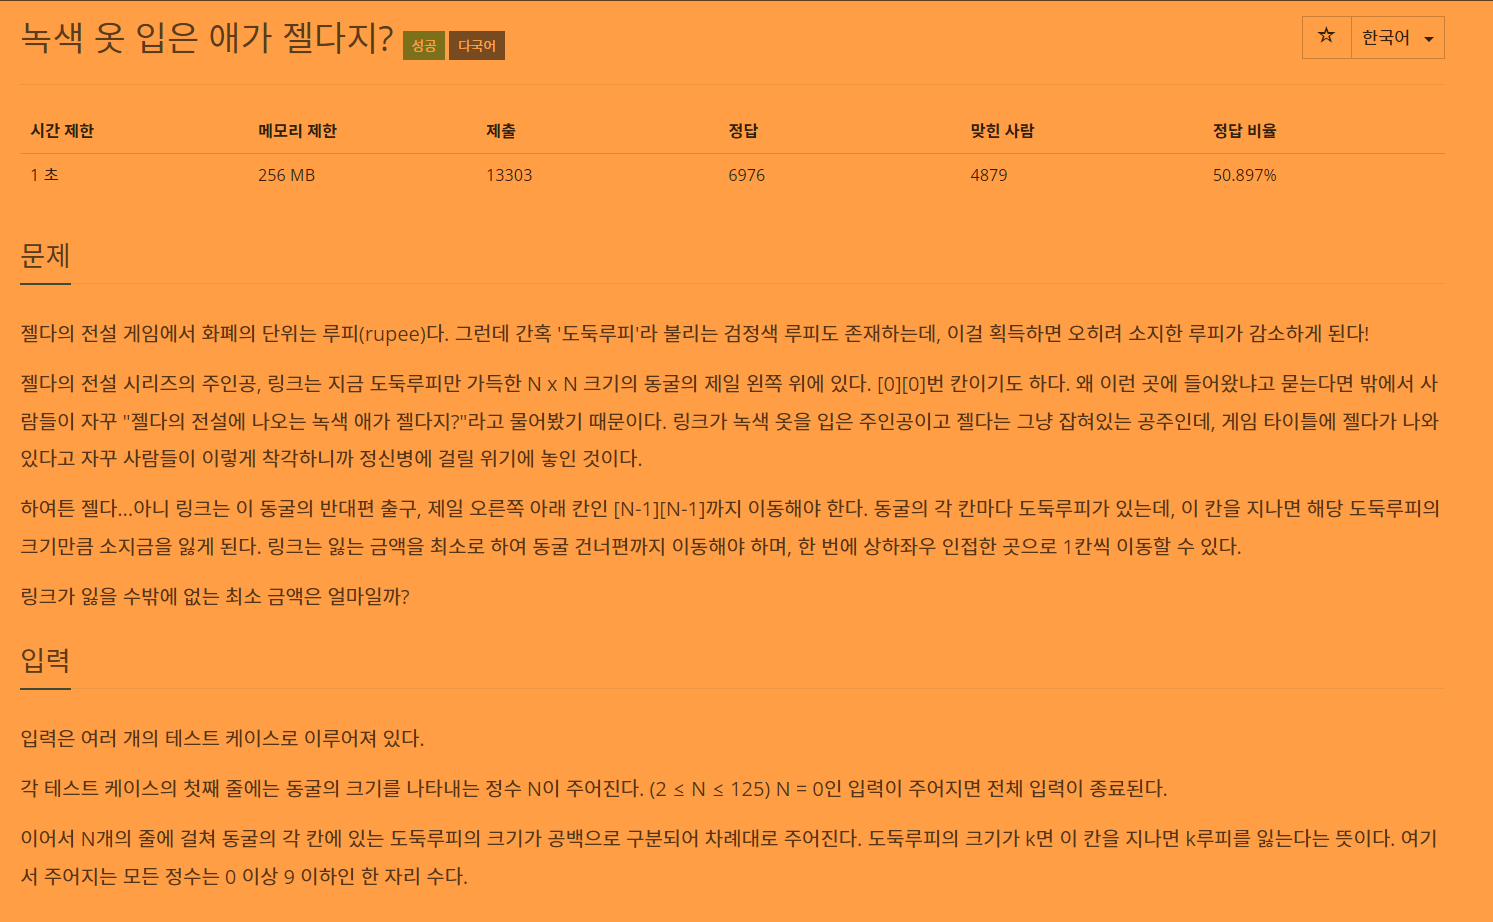 녹색 옷 입은 애가 젤다지? 성공 다국어
☆ 한국어
시간 제한 메모리 제한 제출 정답 맞힌 사람 정답 비율
1 초 256 MB 13303 6976 4879 50.897%
문제
젤다의 전설 게임에서 화폐의 단위는 루피(rupee)다. 그런데 간혹 '도둑루피'라 불리는 검정색 루피도 존재하는데, 이걸 획득하면 오히려 소지한 루피가 감소하게 된다!
젤다의 전설 시리즈의 주인공, 링크는 지금 도둑루피만 가득한 N x N 크기의 동굴의 제일 왼쪽 위에 있다. [0][0]번 칸이기도 하다. 왜 이런 곳에 들어왔냐고 묻는다면 밖에서 사
람들이 자꾸 "젤다의 전설에 나오는 녹색 애가 젤다지?"라고 물어봤기 때문이다. 링크가 녹색 옷을 입은 주인공이고 젤다는 그냥 잡혀있는 공주인데, 게임 타이틀에 젤다가 나와
있다고 자꾸 사람들이 이렇게 착각하니까 정신병에 걸릴 위기에 놓인 것이다.
하여튼 젤다...아니 링크는 이 동굴의 반대편 출구, 제일 오른쪽 아래 칸인 [N-1][N-1]까지 이동해야 한다. 동굴의 각 칸마다 도둑루피가 있는데, 이 칸을 지나면 해당 도둑루피의
크기만큼 소지금을 잃게 된다. 링크는 잃는 금액을 최소로 하여 동굴 건너편까지 이동해야 하며, 한 번에 상하좌우 인접한 곳으로 1칸씩 이동할 수 있다.
링크가 잃을 수밖에 없는 최소 금액은 얼마일까?
입력
입력은 여러 개의 테스트 케이스로 이루어져 있다.
각 테스트 케이스의 첫째 줄에는 동굴의 크기를 나타내는 정수 N이 주어진다. (2 ≤ N ≤ 125) N = 0인 입력이 주어지면 전체 입력이 종료된다.
이어서 N개의 줄에 걸쳐 동굴의 각 칸에 있는 도둑루피의 크기가 공백으로 구분되어 차례대로 주어진다. 도둑루피의 크기가 k면 이 칸을 지나면 k루피를 잃는다는 뜻이다. 여기
서 주어지는 모든 정수는 0 이상 9 이하인 한 자리 수다.